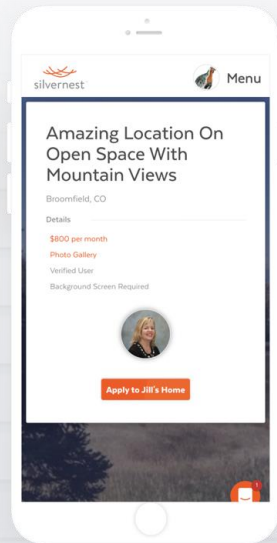 silvernest
Menu
Amazing Location On
Open Space With
Mountain Views
Broomfield, CO
Details
$800 per month
Photo Gallery
Verified User
Background Screen Required
Apply to Jill's Home
1